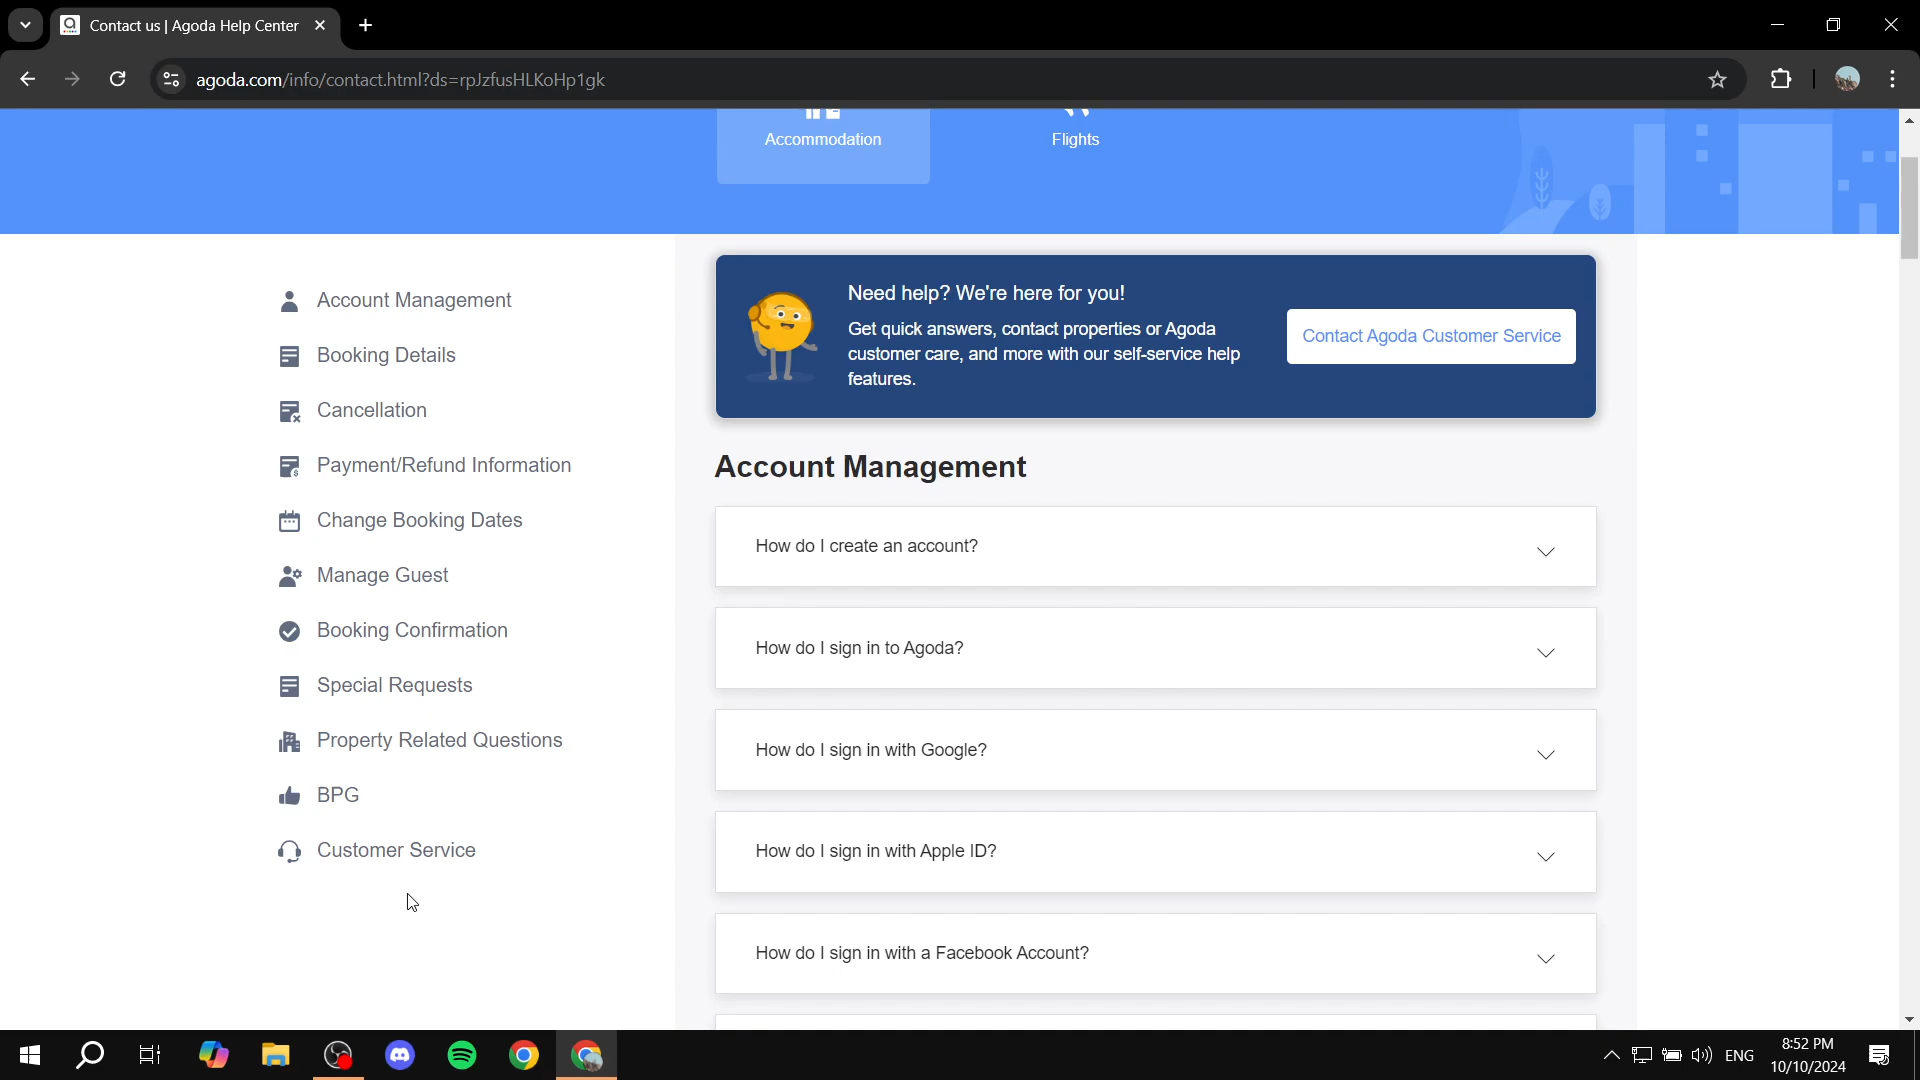 Contact us | Agoda Help Center
agoda.com/info/contact.html?ds=rpJzfusHLKoHp1gk
Accommodation
Flights
Account Management
Booking Details
Cancellation
Payment/Refund Information
Change Booking Dates
Manage Guest
Booking Confirmation
Special Requests
Property Related Questions
BPG
Customer Service
Need help? We're here for you!
Get quick answers, contact properties or Agoda
customer care, and more with our self-service help
features.
Contact Agoda Customer Service
Account Management
How do I create an account?
How do I sign in to Agoda?
How do I sign in with Google?
How do I sign in with Apple ID?
How do I sign in with a Facebook Account?
ENG
8:52 PM
10/10/2024